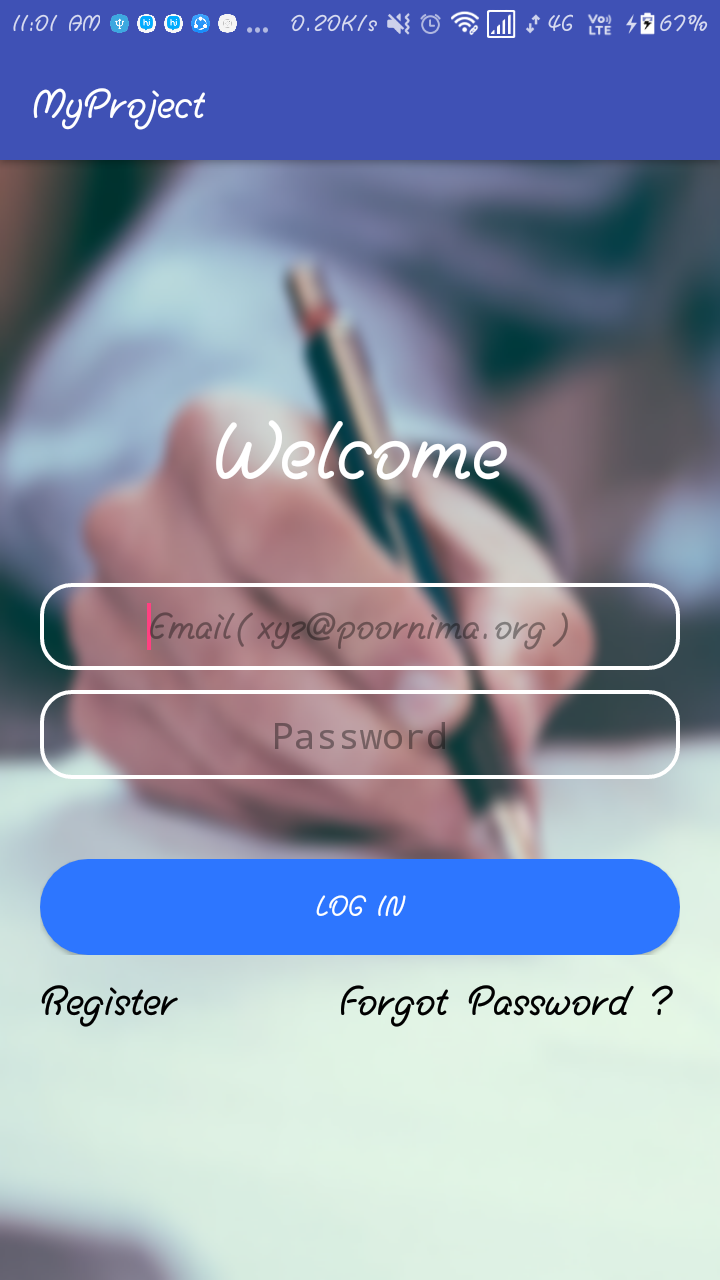 11:01 AM ... 0.20K/s 4G Vo) LTE 67%
MyProject
Welcome
Email( xyz@poornima.org )
Password
LOG IN
Register Forgot Password ?